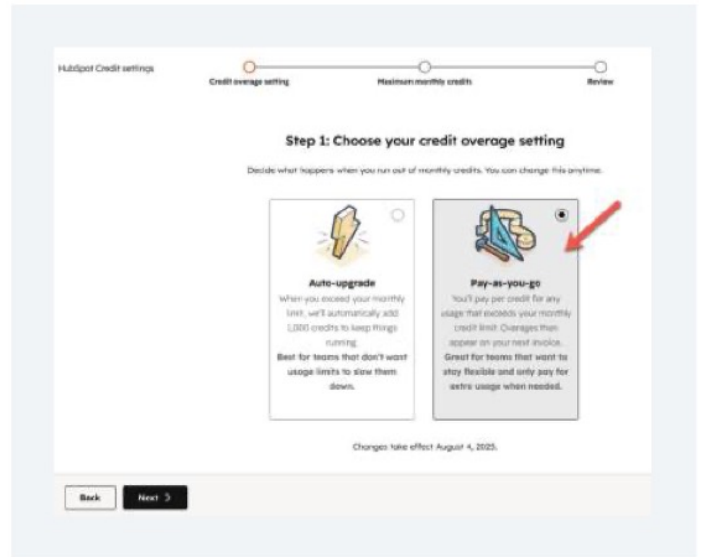 HubSpot Credit settings
Credit overage setting
Maximum monthly credits
Review
Step 1: Choose your credit overage setting
Decide what happens when you run out of monthly credits. You can change this anytime.
Auto-upgrade
When you exceed your monthly
limit, we'll automatically add
1,000 credits to keep things
running.
Best for teams that don't want
usage limits to slow them
down.
Pay-as-you-go
You'll pay per credit for any
usage that exceeds your monthly
credit limit. Overages then
appear on your next invoice.
Great for teams that want to
stay flexible and only pay for
extra usage when needed.
Changes take effect August 4, 2025.
Back
Next